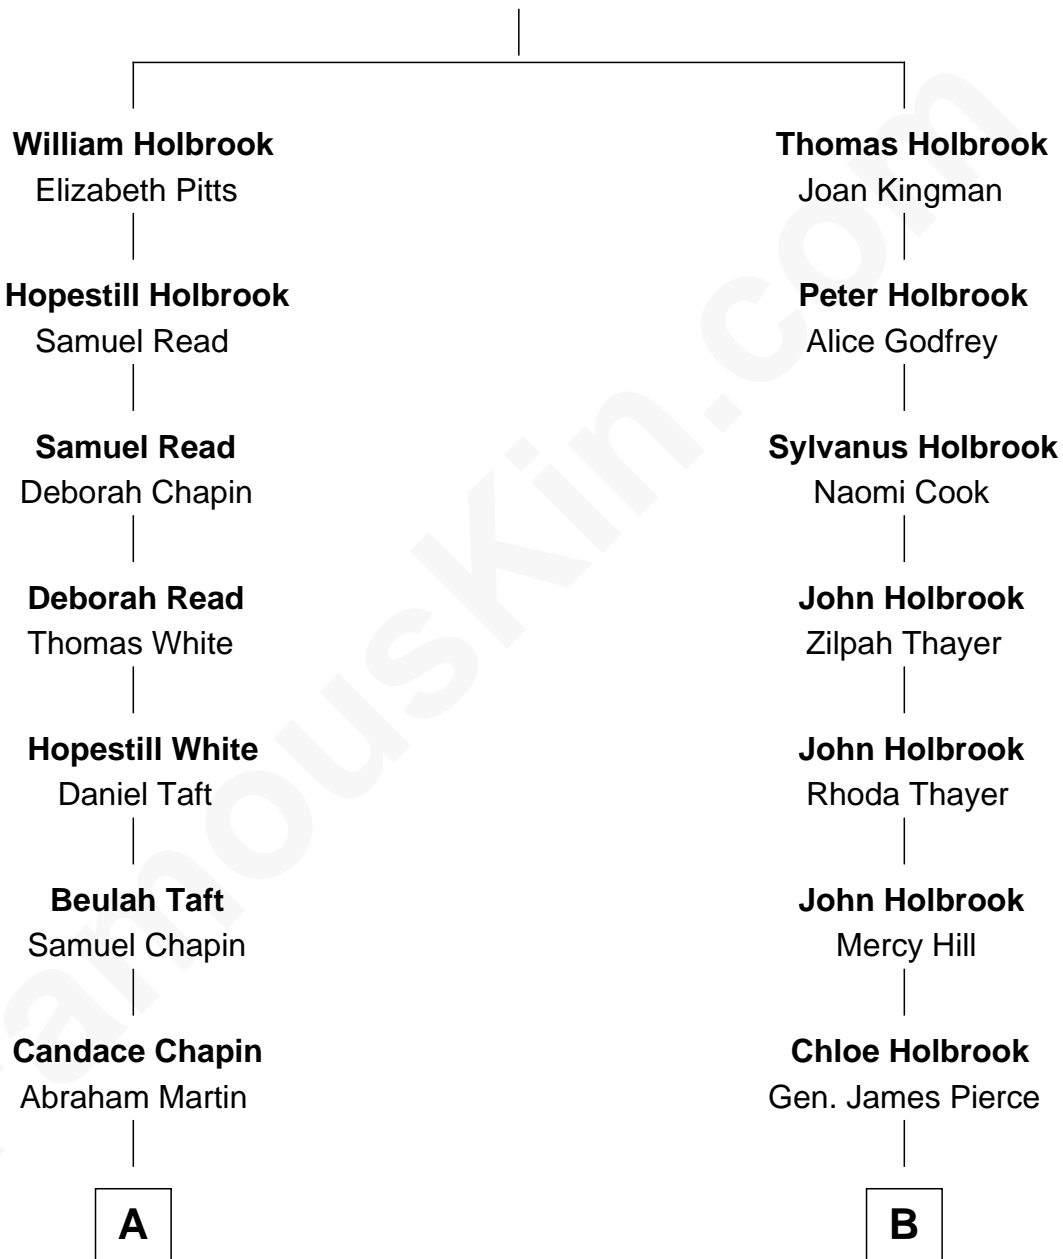 William Holbrook
Elizabeth Pitts
Hopestill Holbrook
Samuel Read
Samuel Read
Deborah Chapin
Deborah Read
Thomas White
Hopestill White
Daniel Taft
Beulah Taft
Samuel Chapin
Candace Chapin
Abraham Martin
A
Thomas Holbrook
Joan Kingman
Peter Holbrook
Alice Godfrey
Sylvanus Holbrook
Naomi Cook
John Holbrook
Zilpah Thayer
John Holbrook
Rhoda Thayer
John Holbrook
Mercy Hill
Chloe Holbrook
Gen. James Pierce
B
FamousKin.com